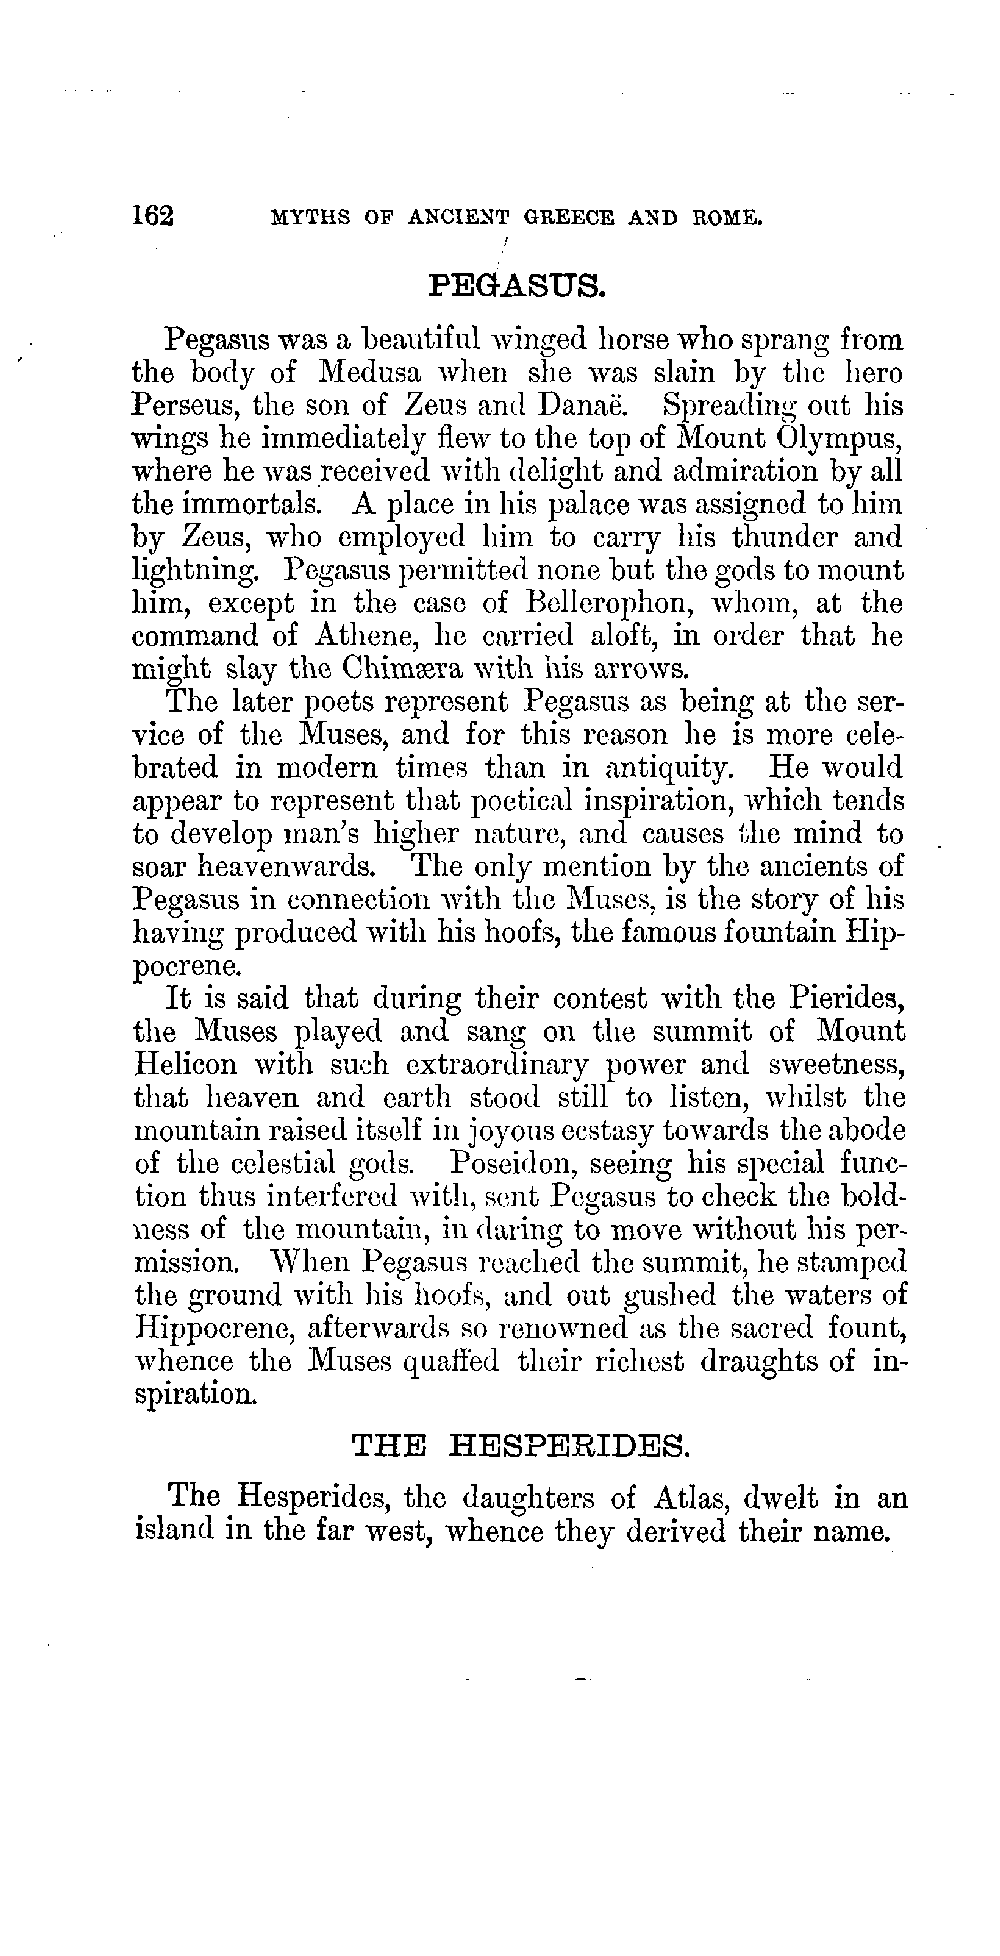 162 MYTHS OF ANCIENT GREECE AND ROME.
PEGASUS.
Pegasus was a beautiful winged horse who sprang from
the body of Medusa when she was slain by the hero
Perseus, the son of Zeus and Danaë. Spreading out his
wings he immediately flew to the top of Mount Olympus,
where he was received with delight and admiration by all
the immortals. A place in his palace was assigned to him
by Zeus, who employed him to carry his thunder and
lightning. Pegasus permitted none but the gods to mount
him, except in the case of Bellerophon, whom, at the
command of Athene, he carried aloft, in order that he
might slay the Chimæra with his arrows.
The later poets represent Pegasus as being at the ser-
vice of the Muses, and for this reason he is more cele-
brated in modern times than in antiquity. He would
appear to represent that poetical inspiration, which tends
to develop man's higher nature, and causes the mind to
soar heavenwards. The only mention by the ancients of
Pegasus in connection with the Muses, is the story of his
having produced with his hoofs, the famous fountain Hip-
pocrene.
It is said that during their contest with the Pierides,
the Muses played and sang on the summit of Mount
Helicon with such extraordinary power and sweetness,
that heaven and earth stood still to listen, whilst the
mountain raised itself in joyous ecstasy towards the abode
of the celestial gods. Poseidon, seeing his special func-
tion thus interfered with, sent Pegasus to check the bold-
ness of the mountain, in daring to move without his per-
mission. When Pegasus reached the summit, he stamped
the ground with his hoofs, and out gushed the waters of
Hippocrene, afterwards so renowned as the sacred fount,
whence the Muses quaffed their richest draughts of in-
spiration.
THE HESPERIDES.
The Hesperides, the daughters of Atlas, dwelt in an
island in the far west, whence they derived their name.